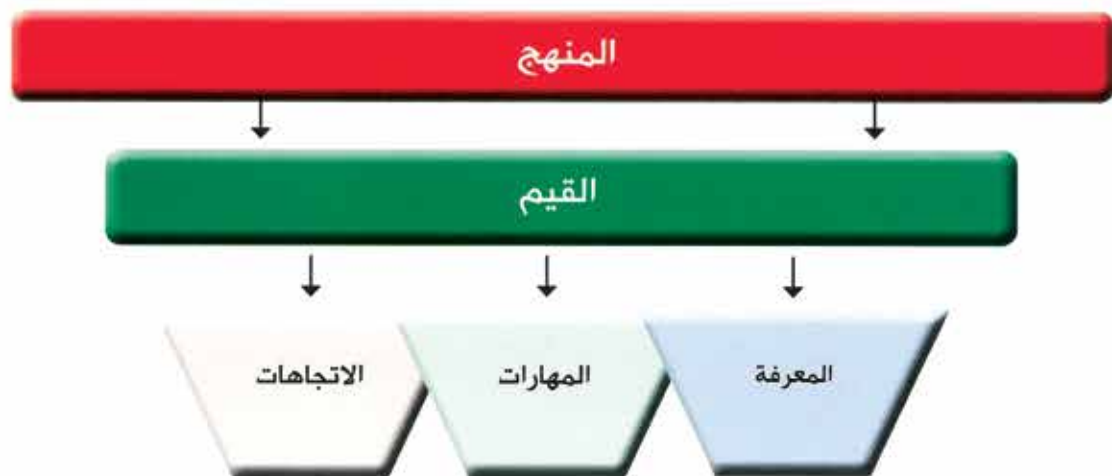 المنهج
القيم
المعرفة
المهارات
الاتجاهات